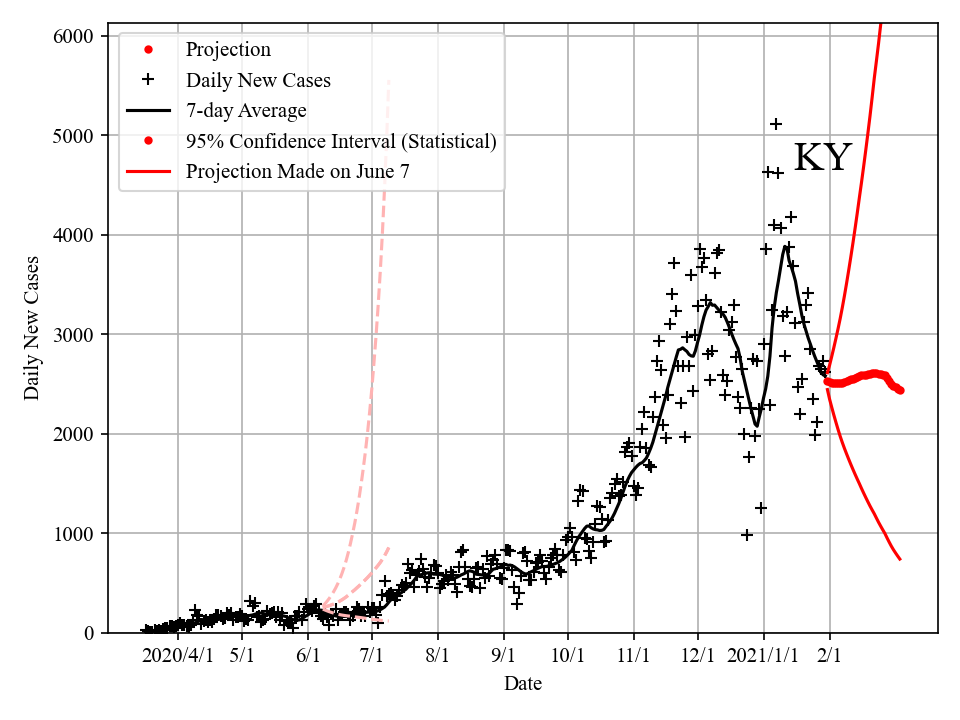 6000
5000
4000
3000
2000
1000
0
Daily New Cases
Projection
Daily New Cases
7-day Average
95% Confidence Interval (Statistical)
Projection Made on June 7
KY
2020/4/1 5/1 6/1 7/1 8/1 9/1 10/1 11/1 12/1 2021/1/1 2/1
Date